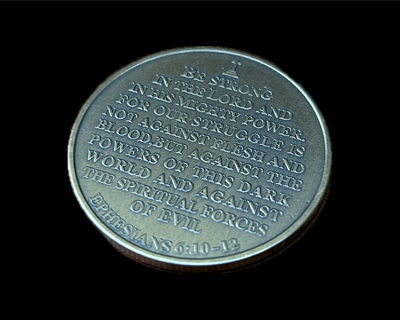 BE STRONG
IN THE LORD AND
IN HIS MIGHTY POWER.
FOR OUR STRUGGLE IS
NOT AGAINST FLESH AND
BLOOD, BUT AGAINST THE
POWERS OF THIS DARK
WORLD AND AGAINST
THE SPIRITUAL FORCES
OF EVIL
EPHESIANS 6:10-12